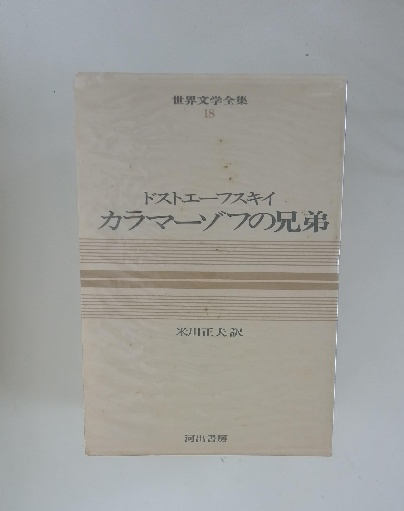 世界文学全集
18
ドストエーフスキイ
カラマーゾフの兄弟
米川正夫訳
河出書房